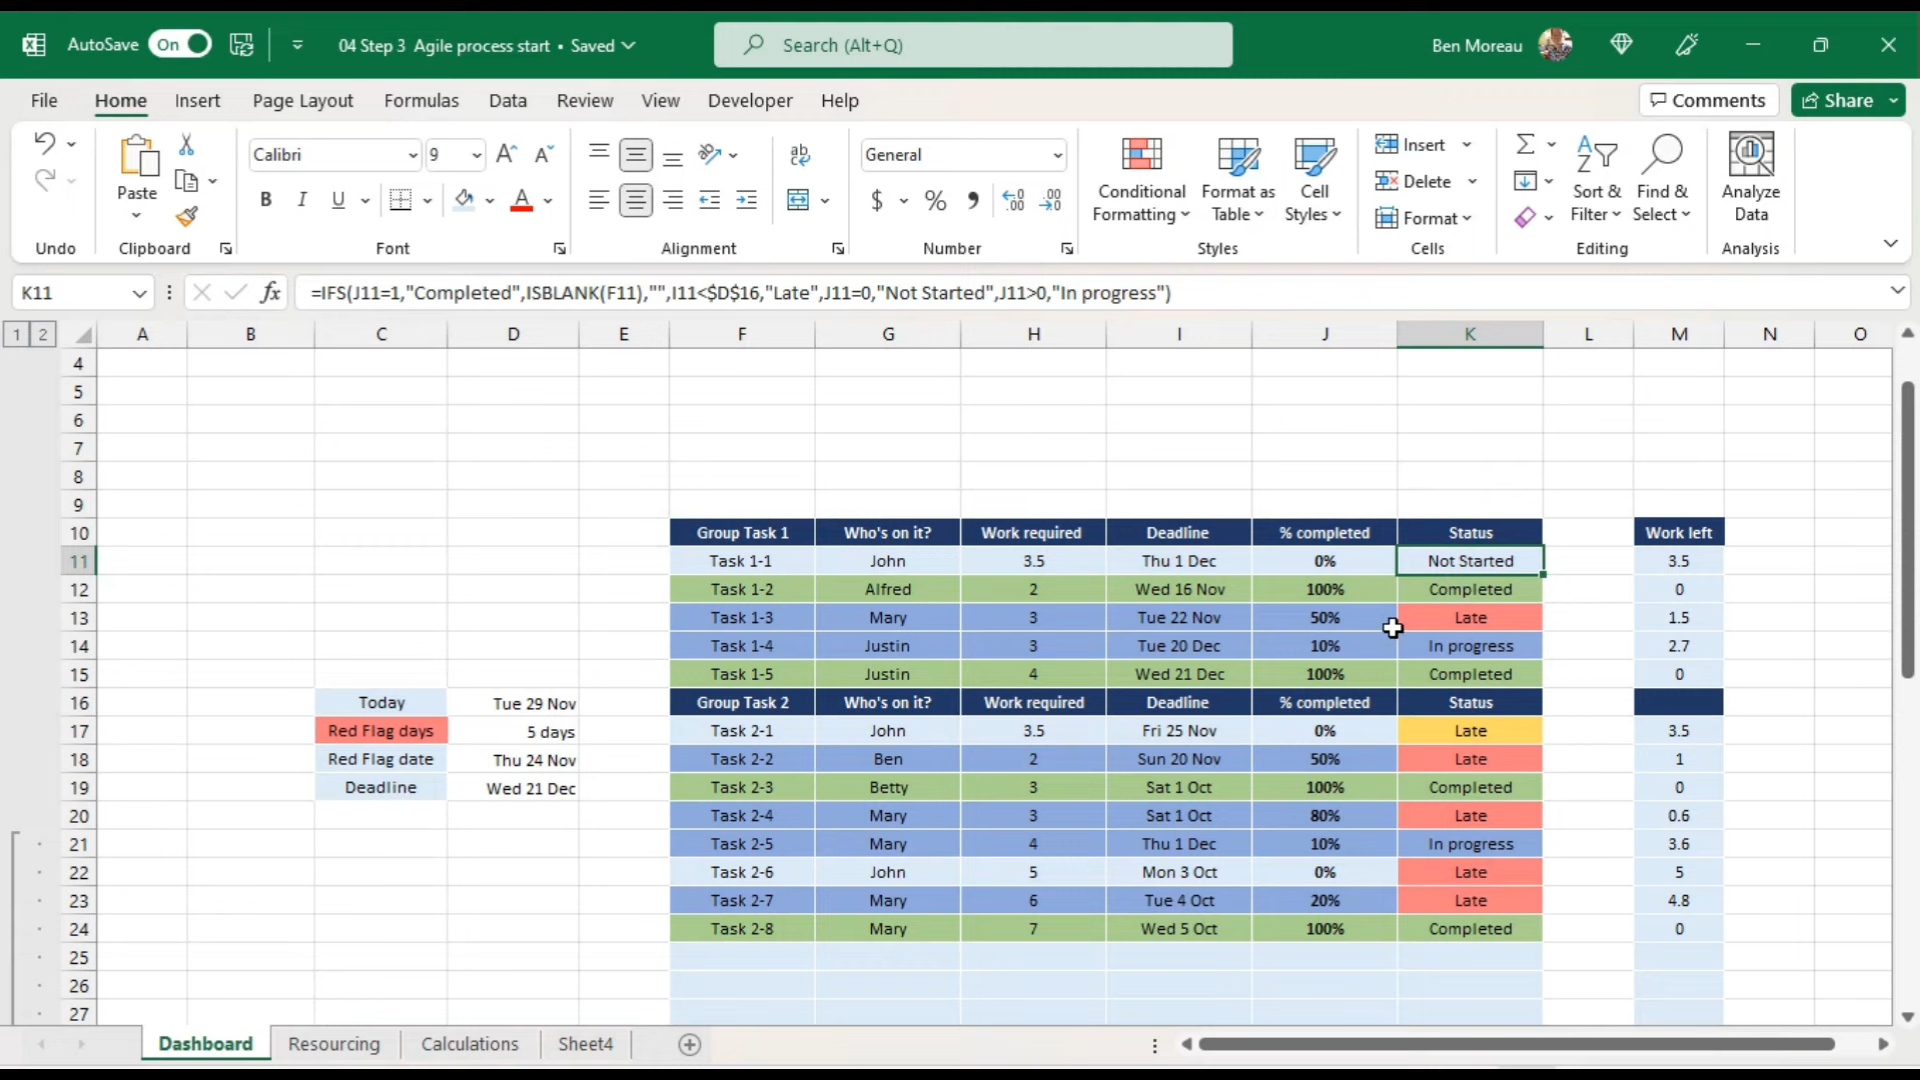 AutoSave On 04 Step 3 Agile process start • Saved Search (Alt+Q) Ben Moreau
File Home Insert Page Layout Formulas Data Review View Developer Help Comments Share
Calibri 9 General
Paste
B I U
$ % 9 .00 .00
Conditional Formatting
Format as Table
Cell Styles
Insert
Delete
Format
Sort & Filter
Find & Select
Analyze Data
Undo Clipboard Font Alignment Number Styles Cells Editing Analysis
K11 fx =IFS(J11=1,"Completed",ISBLANK(F11),"",I11<$D$16,"Late",J11=0,"Not Started",J11>0,"In progress")
1 2 A B C D E F G H I J K L M N O
4
5
6
7
8
9
10 Group Task 1 Who's on it? Work required Deadline % completed Status Work left
11 Task 1-1 John 3.5 Thu 1 Dec 0% Not Started 3.5
12 Task 1-2 Alfred 2 Wed 16 Nov 100% Completed 0
13 Task 1-3 Mary 3 Tue 22 Nov 50% Late 1.5
14 Task 1-4 Justin 3 Tue 20 Dec 10% In progress 2.7
15 Task 1-5 Justin 4 Wed 21 Dec 100% Completed 0
16 Today Tue 29 Nov Group Task 2 Who's on it? Work required Deadline % completed Status
17 Red Flag days 5 days Task 2-1 John 3.5 Fri 25 Nov 0% Late 3.5
18 Red Flag date Thu 24 Nov Task 2-2 Ben 2 Sun 20 Nov 50% Late 1
19 Deadline Wed 21 Dec Task 2-3 Betty 3 Sat 1 Oct 100% Completed 0
20 Task 2-4 Mary 3 Sat 1 Oct 80% Late 0.6
21 Task 2-5 Mary 4 Thu 1 Dec 10% In progress 3.6
22 Task 2-6 John 5 Mon 3 Oct 0% Late 5
23 Task 2-7 Mary 6 Tue 4 Oct 20% Late 4.8
24 Task 2-8 Mary 7 Wed 5 Oct 100% Completed 0
25
26
27
Dashboard Resourcing Calculations Sheet4